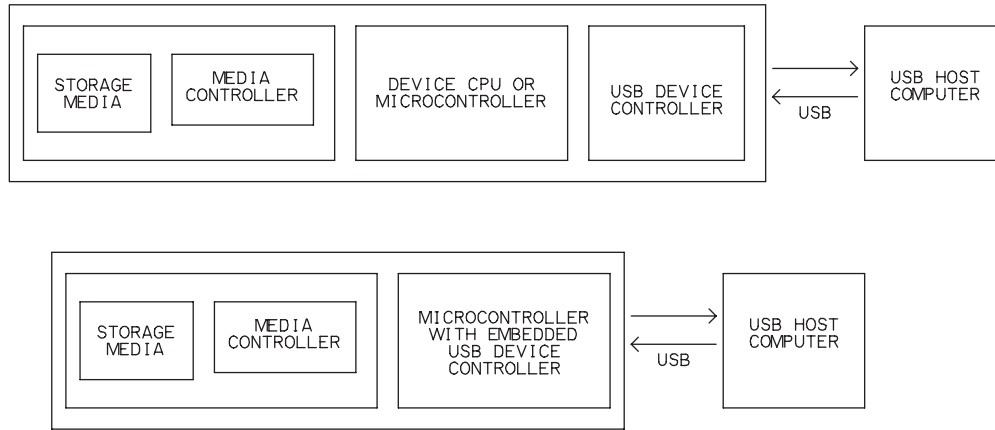 STORAGE
MEDIA
MEDIA
CONTROLLER
DEVICE CPU OR
MICROCONTROLLER
USB DEVICE
CONTROLLER
USB
USB HOST
COMPUTER
STORAGE
MEDIA
MEDIA
CONTROLLER
MICROCONTROLLER
WITH EMBEDDED
USB DEVICE
CONTROLLER
USB
USB HOST
COMPUTER